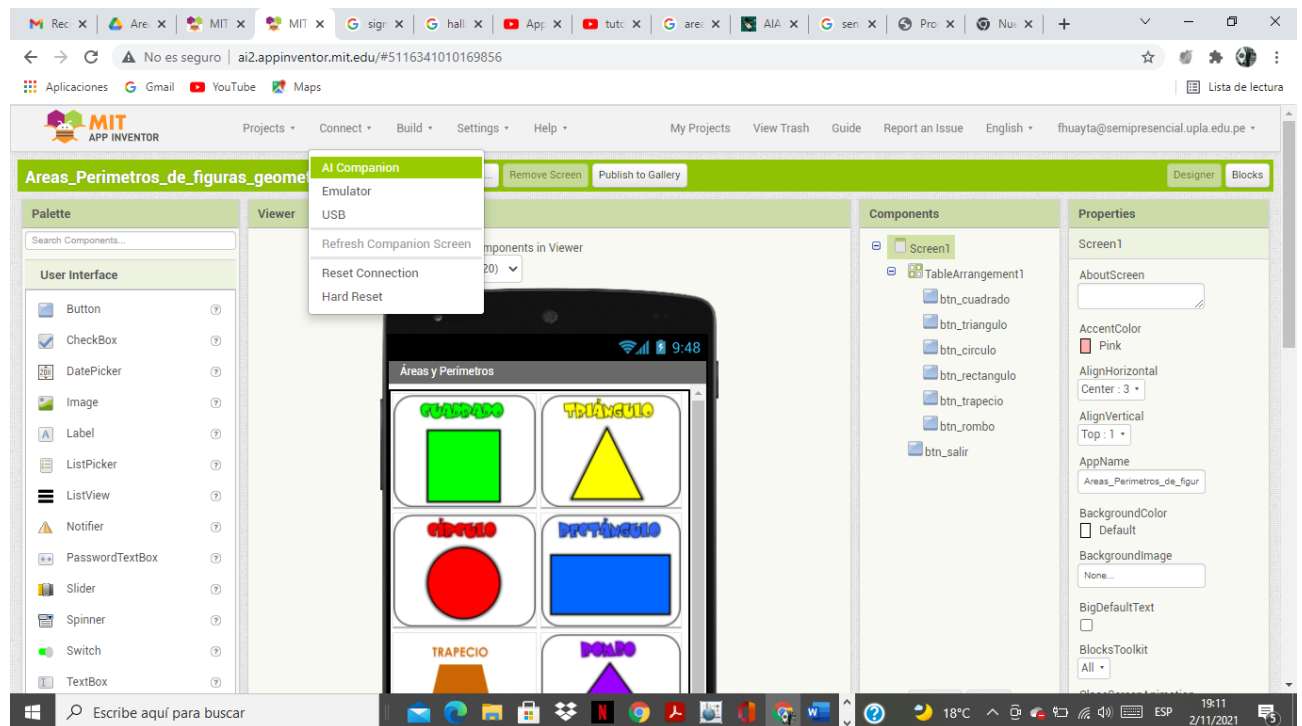 Rec
Are
MIT
MIT
sign
hall
App
tuto
area
AIA
sen
Pro
Nue
No es seguro | ai2.appinventor.mit.edu/#5116341010169856
Aplicaciones Gmail YouTube Maps Lista de lectura
MIT
APP INVENTOR
Projects Connect Build Settings Help My Projects View Trash Guide Report an Issue English fhuayta@semipresencial.upla.edu.pe
Areas_Perimetros_de_figuras_geome
... Remove Screen Publish to Gallery Designer Blocks
AI Companion
Emulator
USB
Refresh Companion Screen
Reset Connection
Hard Reset
Palette
Search Components...
User Interface
Button
CheckBox
DatePicker
Image
Label
ListPicker
ListView
Notifier
PasswordTextBox
Slider
Spinner
Switch
TextBox
Viewer
mponents in Viewer
20)
9:48
Áreas y Perímetros
CUADRADO TRIÁNGULO
CÍRCULO RECTÁNGULO
TRAPECIO ROMBO
Components
Screen1
TableArrangement1
btn_cuadrado
btn_triangulo
btn_circulo
btn_rectangulo
btn_trapecio
btn_rombo
btn_salir
Properties
Screen1
AboutScreen
AccentColor
Pink
AlignHorizontal
Center : 3
AlignVertical
Top : 1
AppName
Areas_Perimetros_de_figur
BackgroundColor
Default
BackgroundImage
None...
BigDefaultText
BlocksToolkit
All
Escribe aquí para buscar
18°C ESP
19:11
2/11/2021
5